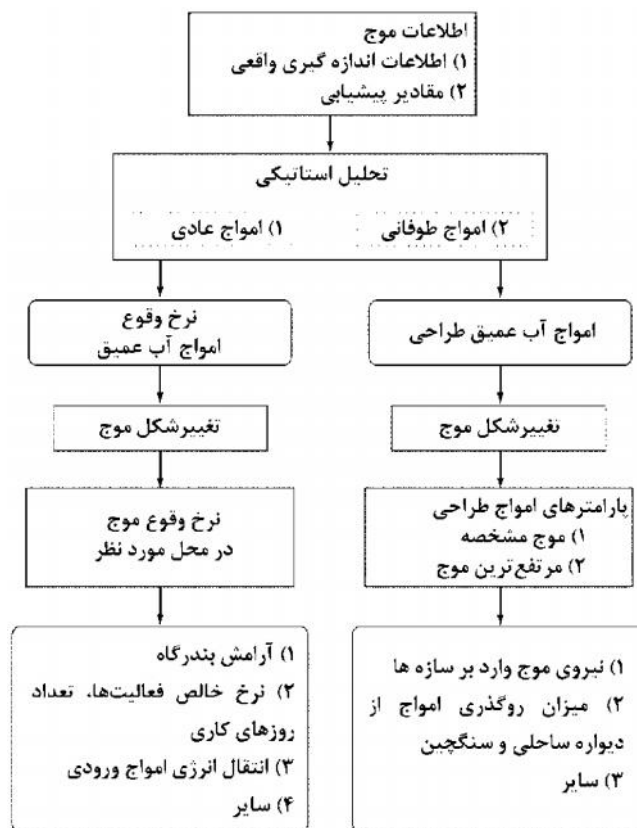 اطلاعات موج
۱) اطلاعات اندازه گیری واقعی
۲) مقادیر پیشیابی
تحلیل استاتیکی
۲) امواج طوفانی
۱) امواج عادی
امواج آب عمیق طراحی
نرخ وقوع
امواج آب عمیق
تغییرشکل موج
تغییرشکل موج
پارامترهای امواج طراحی
۱) موج مشخصه
۲) مرتفع‌ترین موج
نرخ وقوع موج
در محل مورد نظر
۱) نیروی موج وارد بر سازه ها
۲) میزان روگذری امواج از
دیواره ساحلی و سنگچین
۳) سایر
۱) آرامش بندرگاه
۲) نرخ خالص فعالیت‌ها، تعداد
روزهای کاری
۳) انتقال انرژی امواج ورودی
۴) سایر